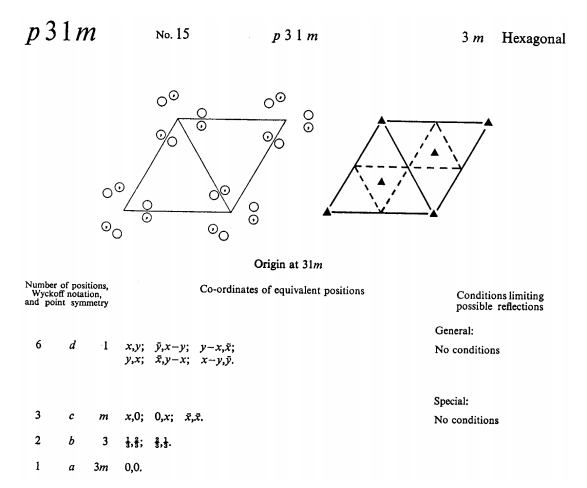 p31m No. 15 p 3 1 m 3 m Hexagonal
Origin at 31m
Number of positions,
Wyckoff notation,
and point symmetry
Co-ordinates of equivalent positions
Conditions limiting
possible reflections
General:
6 d 1 x,y; ȳ,x−y; y−x,x̄; No conditions
y,x; x̄,y−x; x−y,ȳ.
Special:
3 c m x,0; 0,x; x̄,x̄. No conditions
2 b 3 ⅓,⅔; ⅔,⅓.
1 a 3m 0,0.